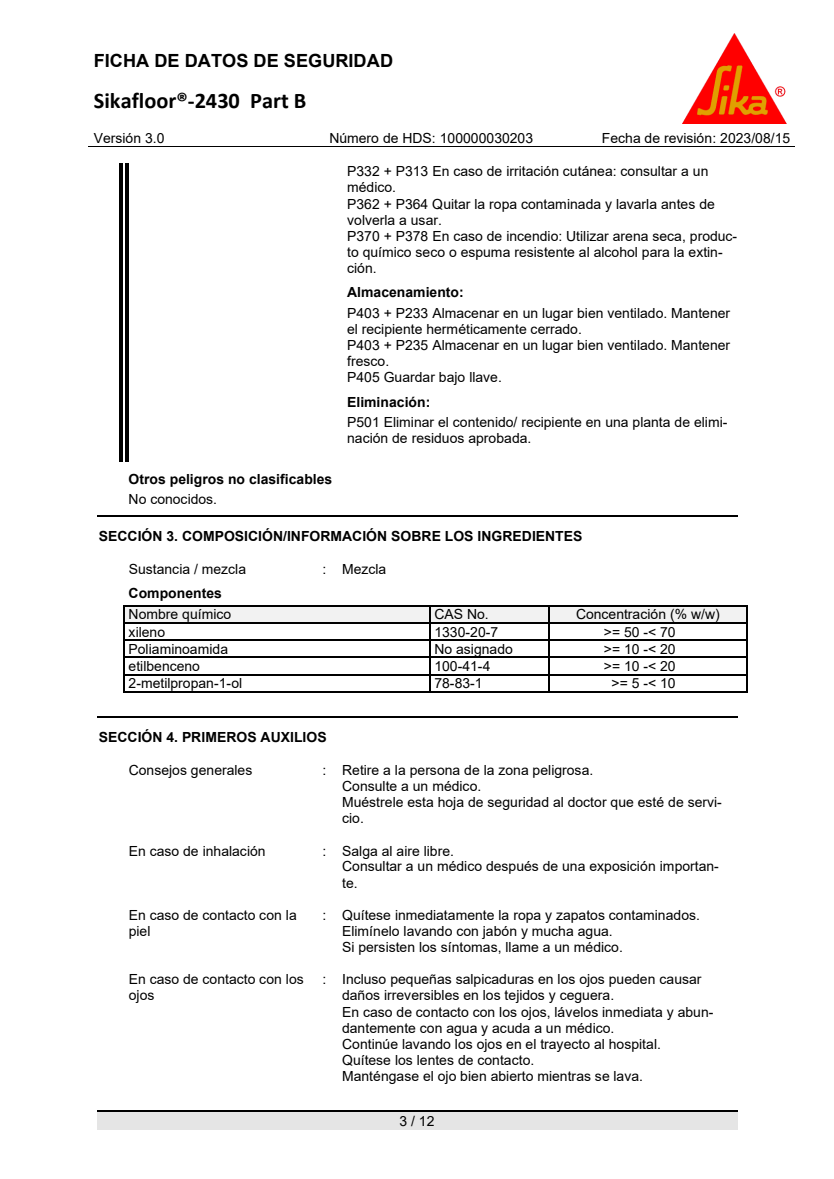 FICHA DE DATOS DE SEGURIDAD
Sikafloor®-2430 Part B
Sika®
Versión 3.0 Número de HDS: 100000030203 Fecha de revisión: 2023/08/15
P332 + P313 En caso de irritación cutánea: consultar a un
médico.
P362 + P364 Quitar la ropa contaminada y lavarla antes de
volverla a usar.
P370 + P378 En caso de incendio: Utilizar arena seca, produc-
to químico seco o espuma resistente al alcohol para la extin-
ción.
Almacenamiento:
P403 + P233 Almacenar en un lugar bien ventilado. Mantener
el recipiente herméticamente cerrado.
P403 + P235 Almacenar en un lugar bien ventilado. Mantener
fresco.
P405 Guardar bajo llave.
Eliminación:
P501 Eliminar el contenido/ recipiente en una planta de elimi-
nación de residuos aprobada.
Otros peligros no clasificables
No conocidos.
SECCIÓN 3. COMPOSICIÓN/INFORMACIÓN SOBRE LOS INGREDIENTES
Sustancia / mezcla : Mezcla
Componentes
Nombre químico CAS No. Concentración (% w/w)
xileno 1330-20-7 >= 50 -< 70
Poliaminoamida No asignado >= 10 -< 20
etilbenceno 100-41-4 >= 10 -< 20
2-metilpropan-1-ol 78-83-1 >= 5 -< 10
SECCIÓN 4. PRIMEROS AUXILIOS
Consejos generales : Retire a la persona de la zona peligrosa.
Consulte a un médico.
Muéstrele esta hoja de seguridad al doctor que esté de servi-
cio.
En caso de inhalación : Salga al aire libre.
Consultar a un médico después de una exposición importan-
te.
En caso de contacto con la : Quítese inmediatamente la ropa y zapatos contaminados.
piel Elimínelo lavando con jabón y mucha agua.
Si persisten los síntomas, llame a un médico.
En caso de contacto con los : Incluso pequeñas salpicaduras en los ojos pueden causar
ojos daños irreversibles en los tejidos y ceguera.
En caso de contacto con los ojos, lávelos inmediata y abun-
dantemente con agua y acuda a un médico.
Continúe lavando los ojos en el trayecto al hospital.
Quítese los lentes de contacto.
Manténgase el ojo bien abierto mientras se lava.
3 / 12